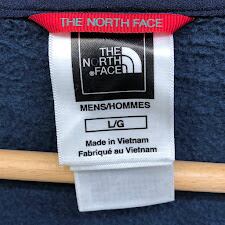 THE NORTH FACE
THE
NORTH
FACE
®
MENS/HOMMES
L/G
Made in Vietnam
Fabriqué au Vietnam